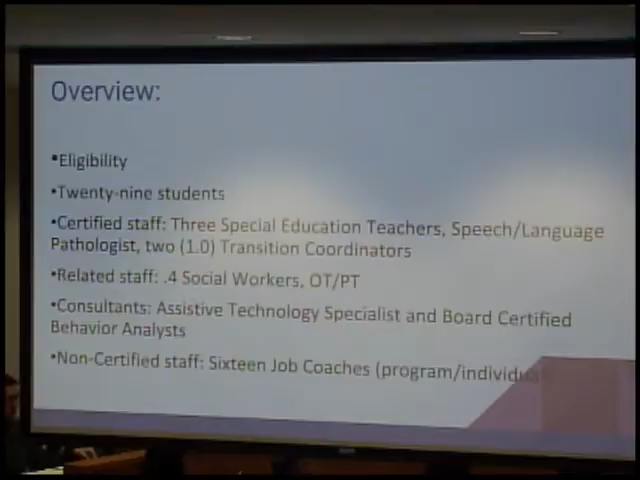 Overview:
•Eligibility
•Twenty-nine students
•Certified staff: Three Special Education Teachers, Speech/Language
Pathologist, two (1.0) Transition Coordinators
•Related staff: .4 Social Workers, OT/PT
•Consultants: Assistive Technology Specialist and Board Certified
Behavior Analysts
•Non-Certified staff: Sixteen Job Coaches